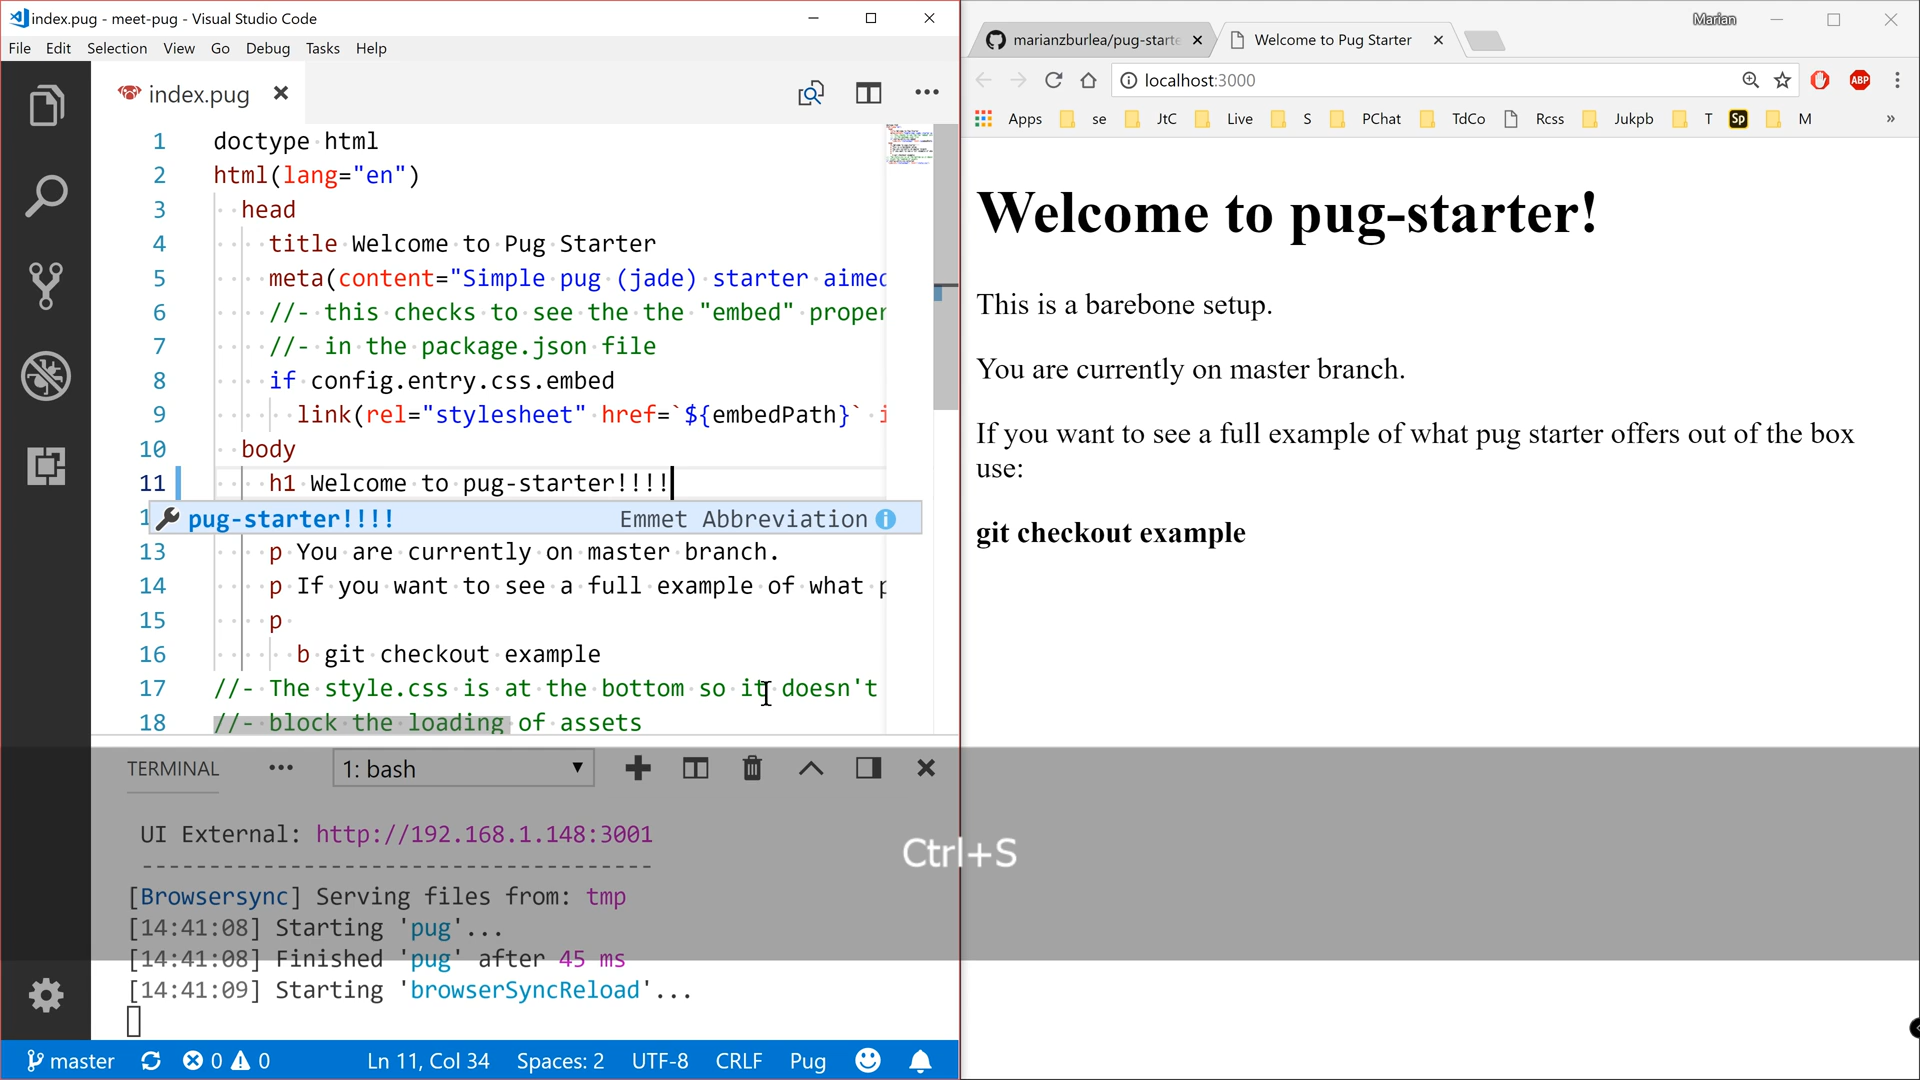 index.pug - meet-pug - Visual Studio Code
File Edit Selection View Go Debug Tasks Help
index.pug
1 doctype html
2 html(lang="en")
3 head
4 title Welcome to Pug Starter
5 meta(content="Simple pug (jade) starter aimed
6 //- this checks to see the the "embed" proper
7 //- in the package.json file
8 if config.entry.css.embed
9 link(rel="stylesheet" href=`${embedPath}` i
10 body
11 h1 Welcome to pug-starter!!!!
1
pug-starter!!!! Emmet Abbreviation
13 p You are currently on master branch.
14 p If you want to see a full example of what p
15 p
16 b git checkout example
17 //- The style.css is at the bottom so it doesn't
18 //- block the loading of assets
TERMINAL 1: bash
UI External: http://192.168.1.148:3001
-------------------------------------
[Browsersync] Serving files from: tmp
[14:41:08] Starting 'pug'...
[14:41:08] Finished 'pug' after 45 ms
[14:41:09] Starting 'browserSyncReload'...
master 0 0 Ln 11, Col 34 Spaces: 2 UTF-8 CRLF Pug
Ctrl+S
Marian
marianzburlea/pug-starte Welcome to Pug Starter
localhost:3000
ABP
Apps se JtC Live S PChat TdCo Rcss Jukpb T Sp M »
Welcome to pug-starter!
This is a barebone setup.
You are currently on master branch.
If you want to see a full example of what pug starter offers out of the box
use:
git checkout example